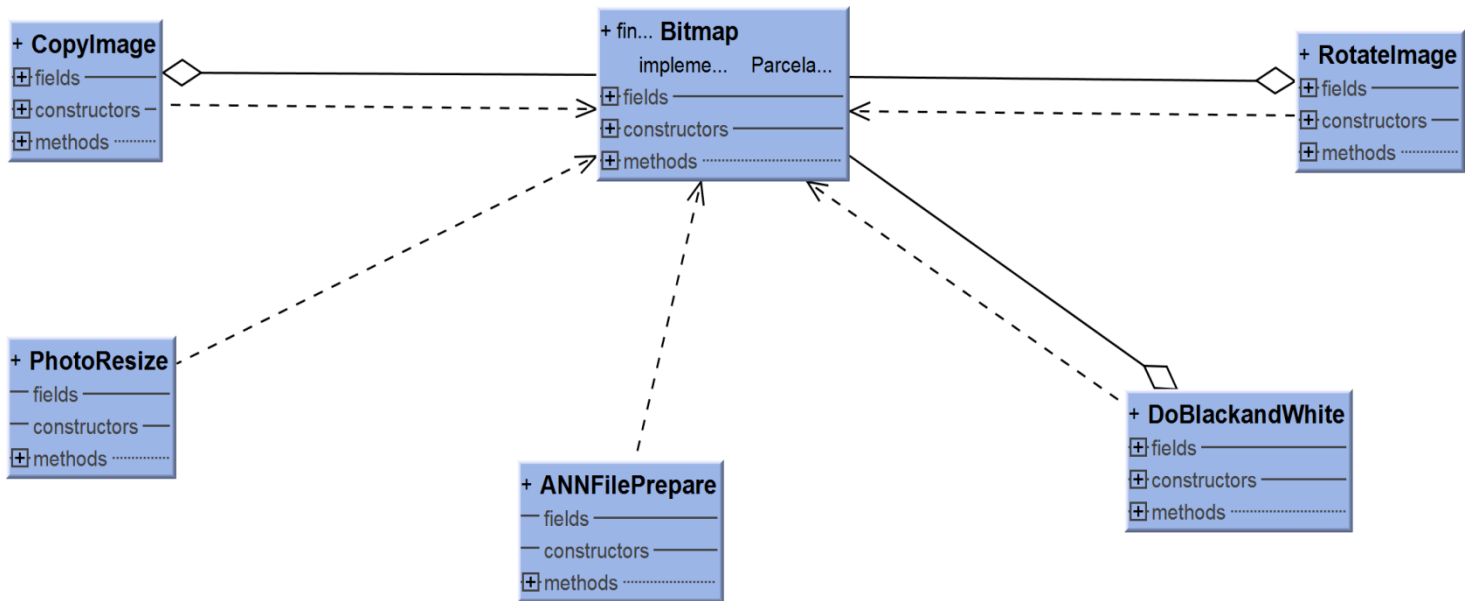 + CopyImage
+ fields
+ constructors
+ methods
+ fin... Bitmap
impleme... Parcela...
+ fields
+ constructors
+ methods
+ RotateImage
+ fields
+ constructors
+ methods
+ PhotoResize
fields
constructors
+ methods
+ ANNFilePrepare
fields
constructors
+ methods
+ DoBlackandWhite
+ fields
+ constructors
+ methods